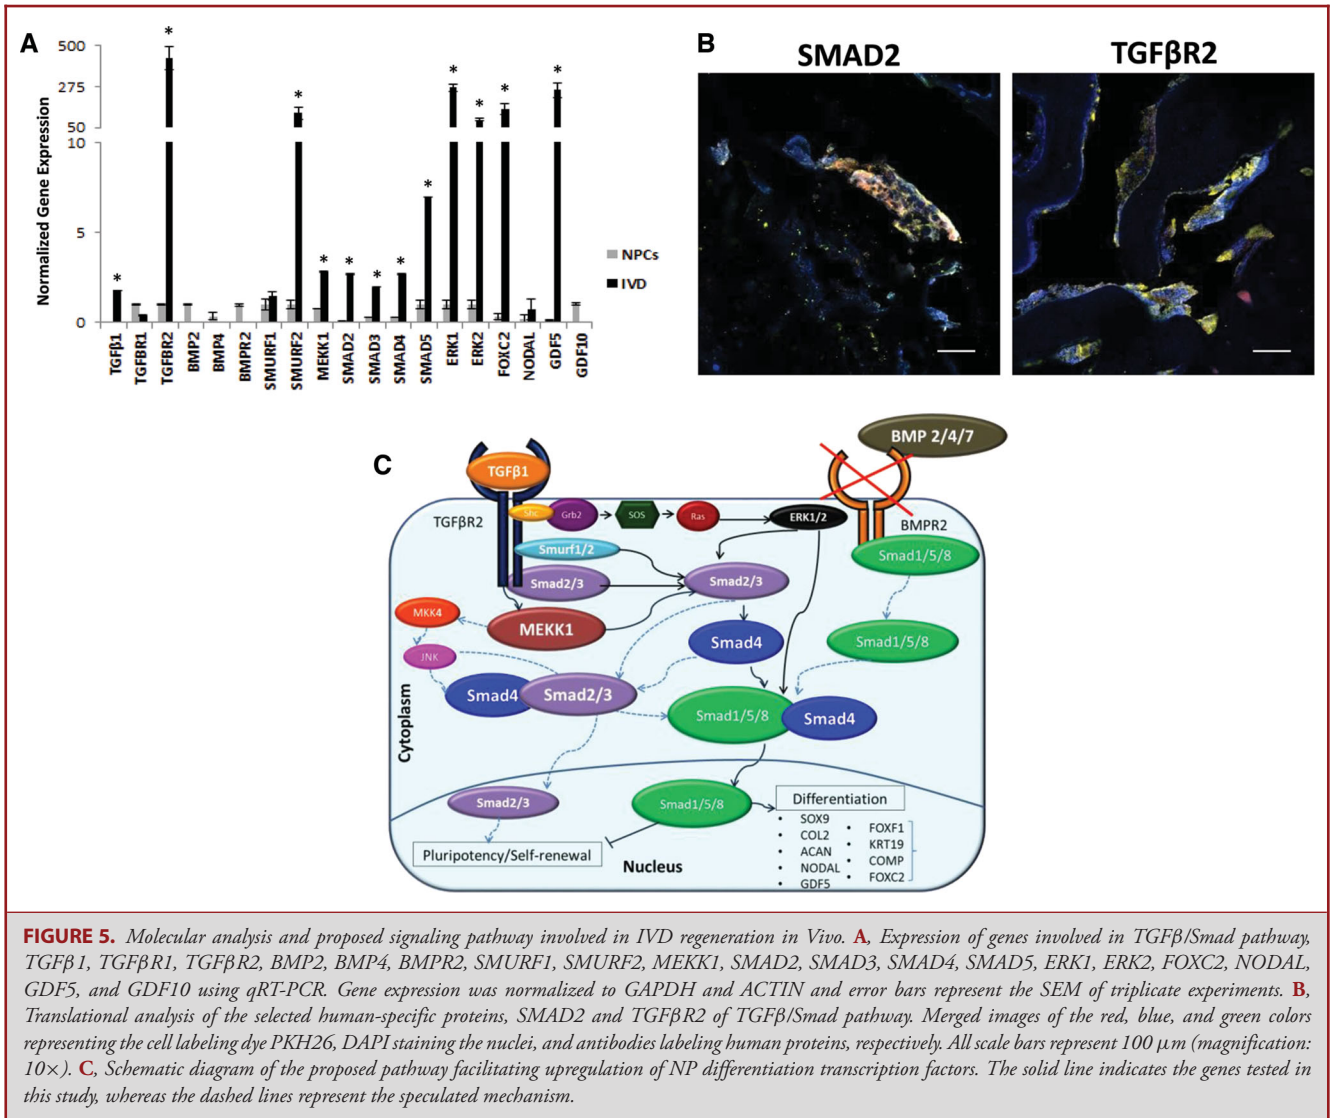 A
Normalized Gene Expression
500
275
50
10
5
0
*
*
*
*
*
*
*
*
*
*
*
TGFβ1
TGFBR1
TGFBR2
BMP2
BMP4
BMPR2
SMURF1
SMURF2
MEKK1
SMAD2
SMAD3
SMAD4
SMAD5
ERK1
ERK2
FOXC2
NODAL
GDF5
GDF10
NPCs
IVD
B
SMAD2
TGFβR2
C
BMP 2/4/7
TGFβ1
TGFβR2
Shc
Grb2
SOS
Ras
ERK1/2
BMPR2
Smurf1/2
Smad1/5/8
Smad2/3
Smad2/3
MKK4
MEKK1
Smad4
Smad1/5/8
JNK
Smad4
Smad2/3
Smad1/5/8
Smad4
Cytoplasm
Smad2/3
Smad1/5/8
Differentiation
• SOX9
• COL2
• ACAN
• NODAL
• GDF5
• FOXF1
• KRT19
• COMP
• FOXC2
Pluripotency/Self-renewal
Nucleus
FIGURE 5. Molecular analysis and proposed signaling pathway involved in IVD regeneration in Vivo. A, Expression of genes involved in TGFβ/Smad pathway,
TGFβ1, TGFβR1, TGFβR2, BMP2, BMP4, BMPR2, SMURF1, SMURF2, MEKK1, SMAD2, SMAD3, SMAD4, SMAD5, ERK1, ERK2, FOXC2, NODAL,
GDF5, and GDF10 using qRT-PCR. Gene expression was normalized to GAPDH and ACTIN and error bars represent the SEM of triplicate experiments. B,
Translational analysis of the selected human-specific proteins, SMAD2 and TGFβR2 of TGFβ/Smad pathway. Merged images of the red, blue, and green colors
representing the cell labeling dye PKH26, DAPI staining the nuclei, and antibodies labeling human proteins, respectively. All scale bars represent 100 μm (magnification:
10×). C, Schematic diagram of the proposed pathway facilitating upregulation of NP differentiation transcription factors. The solid line indicates the genes tested in
this study, whereas the dashed lines represent the speculated mechanism.